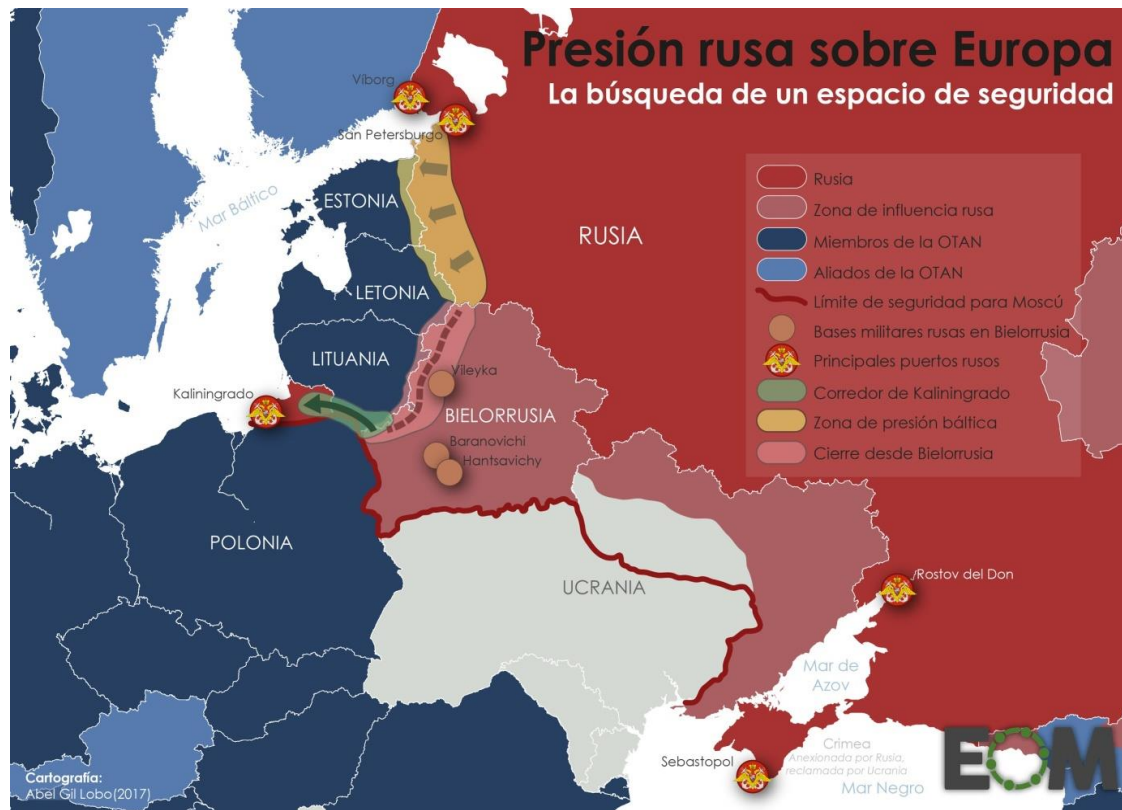 Presión rusa sobre Europa
La búsqueda de un espacio de seguridad
Víborg
San Petersburgo
Mar Báltico
ESTONIA
RUSIA
LETONIA
LITUANIA
Kaliningrado
Vileyka
BIELORRUSIA
Baranovichi
Hantsavichy
POLONIA
UCRANIA
Rostov del Don
Mar de
Azov
Sebastopol
Crimea
Anexionada por Rusia,
reclamada por Ucrania
Mar Negro
Rusia
Zona de influencia rusa
Miembros de la OTAN
Aliados de la OTAN
Límite de seguridad para Moscú
Bases militares rusas en Bielorrusia
Principales puertos rusos
Corredor de Kaliningrado
Zona de presión báltica
Cierre desde Bielorrusia
Cartografía:
Abel Gil Lobo(2017)
EOM